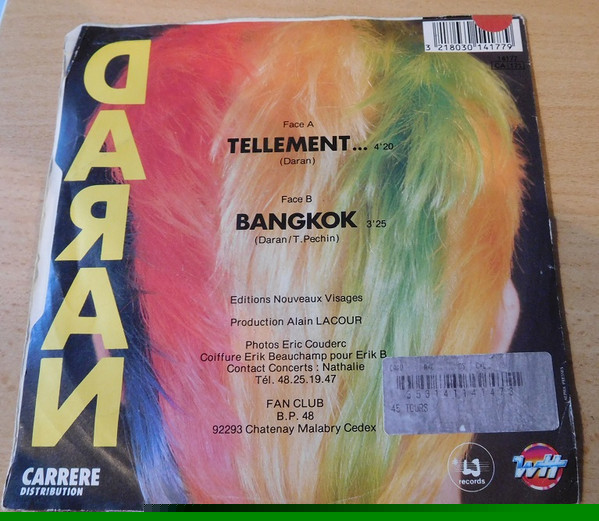 DARAN
3 218030 141779
Face A
TELLEMENT... 4'20
(Daran)
Face B
BANGKOK 3'25
(Daran/T.Pechin)
Editions Nouveaux Visages
Production Alain LACOUR
Photos Eric Couderc
Coiffure Erik Beauchamp pour Erik B
Contact Concerts : Nathalie
Tél. 48.25.19.47
FAN CLUB
B.P. 48
92293 Chatenay Malabry Cedex
45 TOURS
CARRERE
DISTRIBUTION
records